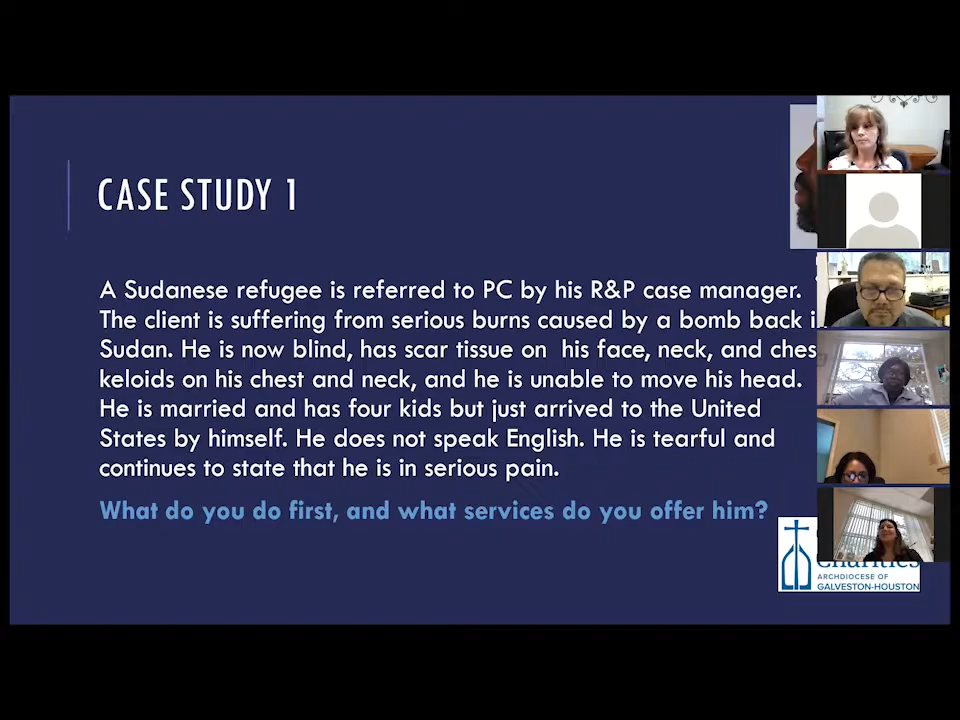 CASE STUDY 1
A Sudanese refugee is referred to PC by his R&P case manager.
The client is suffering from serious burns caused by a bomb back
Sudan. He is now blind, has scar tissue on his face, neck, and
keloids on his chest and neck, and he is unable to move his head.
He is married and has four kids but just arrived to the United
States by himself. He does not speak English. He is tearful and
continues to state that he is in serious pain.
What do you do first, and what services do you offer him?
Charities
ARCHDIOCESE OF
GALVESTON-HOUSTON